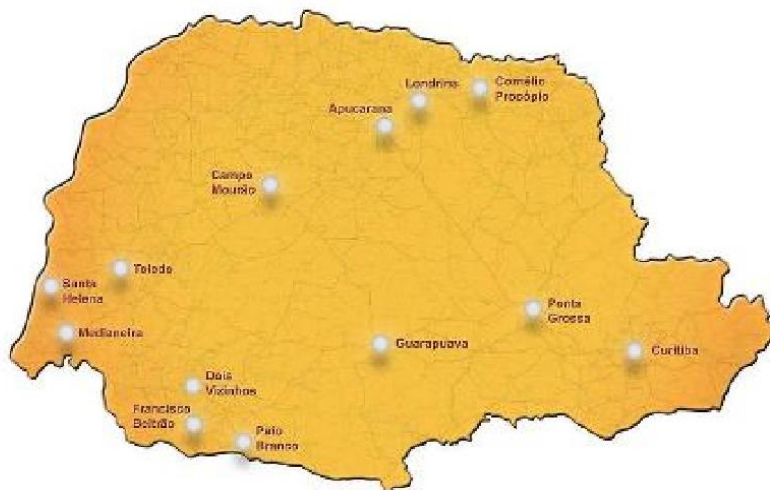 Londrina
Cornélio
Procópio
Apucarana
Campo
Mourão
Toledo
Santa
Helena
Ponta
Grossa
Medianeira
Guarapuava
Curitiba
Dois
Vizinhos
Francisco
Beltrão
Pato
Branco